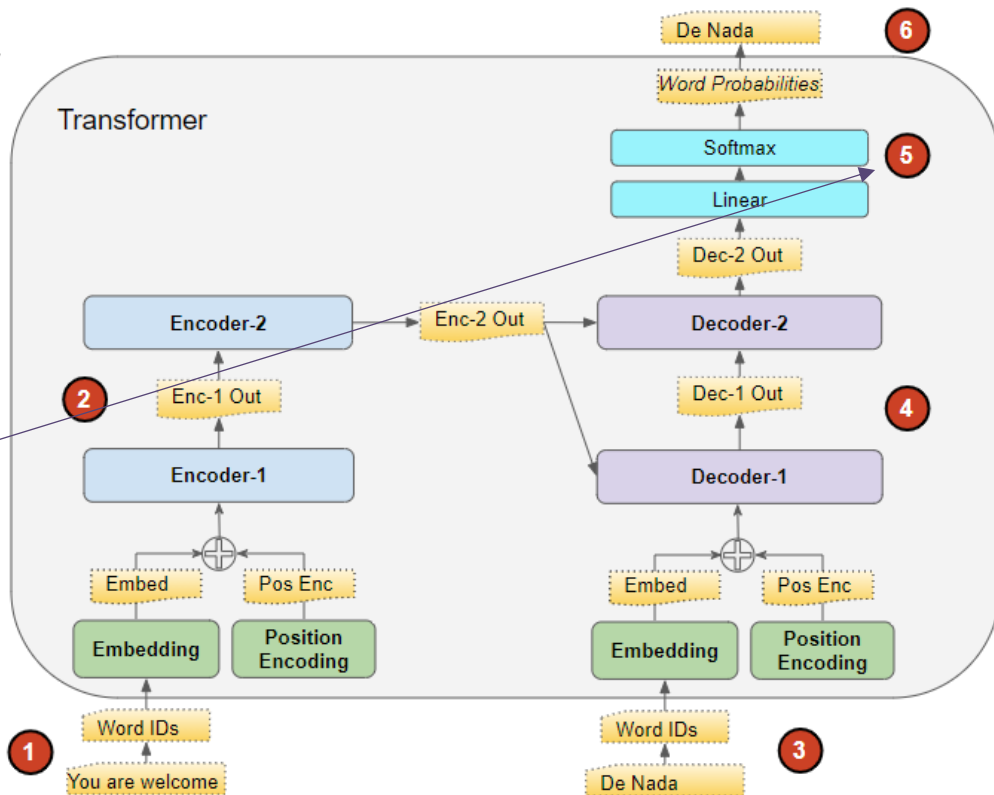 De Nada
6
Word Probabilities
Transformer
Softmax
5
Linear
Dec-2 Out
Encoder-2
Enc-2 Out
Decoder-2
2
Enc-1 Out
Dec-1 Out
4
Encoder-1
Decoder-1
Embed
Pos Enc
Embed
Pos Enc
Embedding
Position
Encoding
Embedding
Position
Encoding
1
Word IDs
Word IDs
3
You are welcome
De Nada